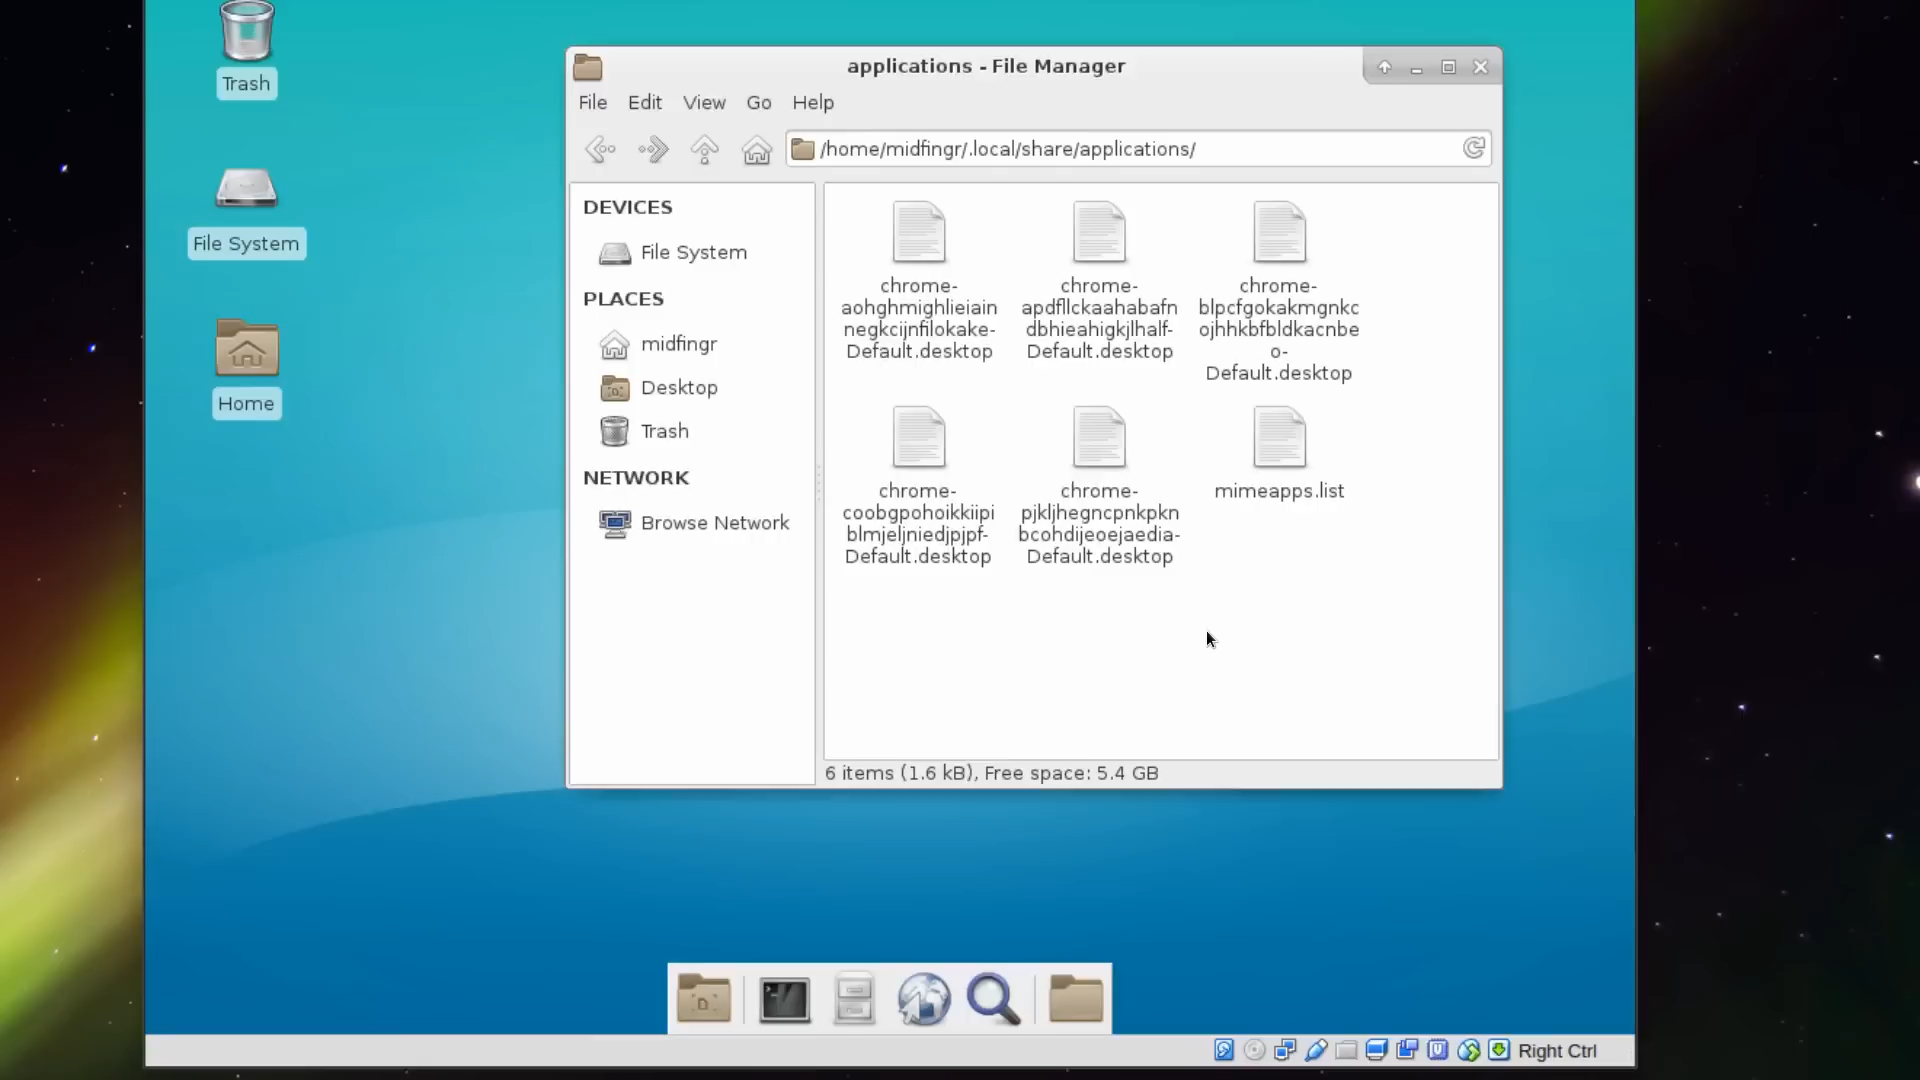 Trash
File System
Home
applications - File Manager
File Edit View Go Help
/home/midfingr/.local/share/applications/
DEVICES
File System
PLACES
midfingr
Desktop
Trash
NETWORK
Browse Network
chrome-
aohghmighlieiain
negkcijnfilokake-
Default.desktop
chrome-
apdfllckaahabafn
dbhieahigkjlhalf-
Default.desktop
chrome-
blpcfgokakmgnkc
ojhhkbfbldkacnbe
o-
Default.desktop
chrome-
coobgpohoikkiipi
blmjeljniedjpjpf-
Default.desktop
chrome-
pjkljhegncpnkpkn
bcohdijeoejaedia-
Default.desktop
mimeapps.list
6 items (1.6 kB), Free space: 5.4 GB
Right Ctrl